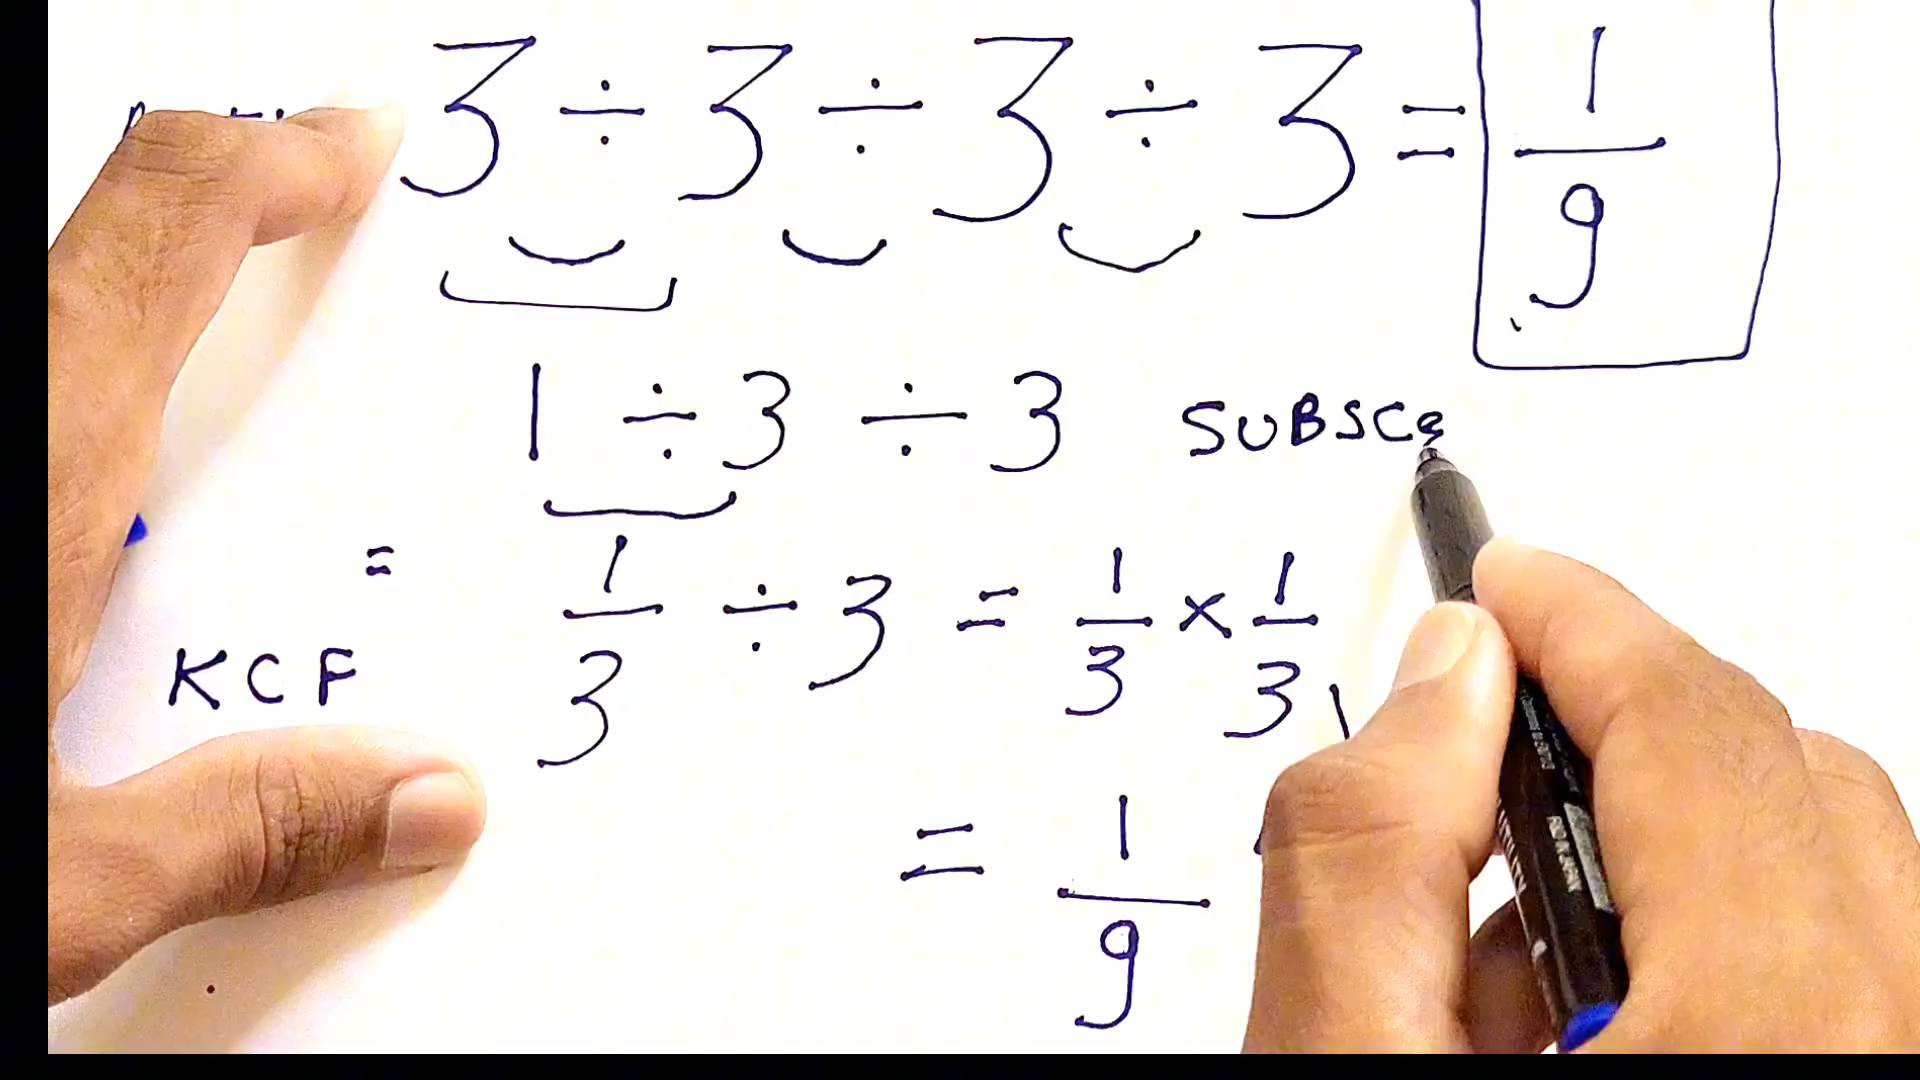 3 ÷ 3 ÷ 3 ÷ 3 = 1/9
1 ÷ 3 ÷ 3 SUBSC
= 1/3 ÷ 3 = 1/3 × 1/3
KCF
= 1/9